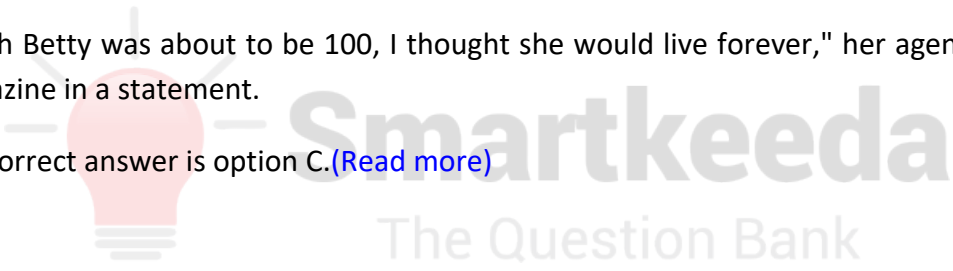 h Betty was about to be 100, I thought she would live forever," her agen
zine in a statement.
Smartkeeda
orrect answer is option C.(Read more)
The Question Bank